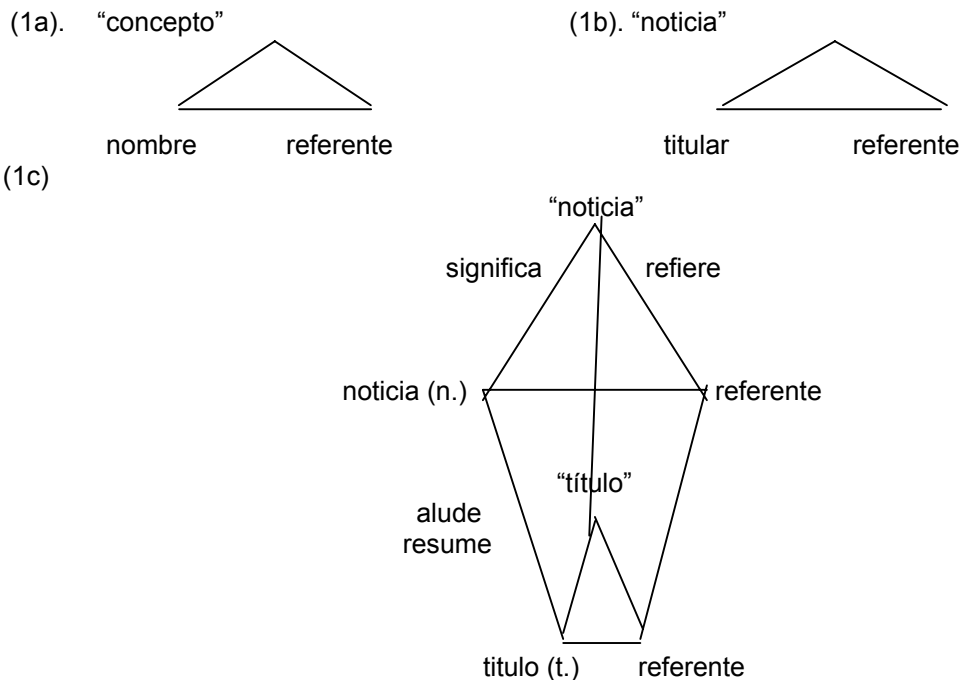 (1a). “concepto” (1b). “noticia”
nombre referente titular referente
(1c)
“noticia”
significa refiere
noticia (n.) referente
“título”
alude
resume
titulo (t.) referente